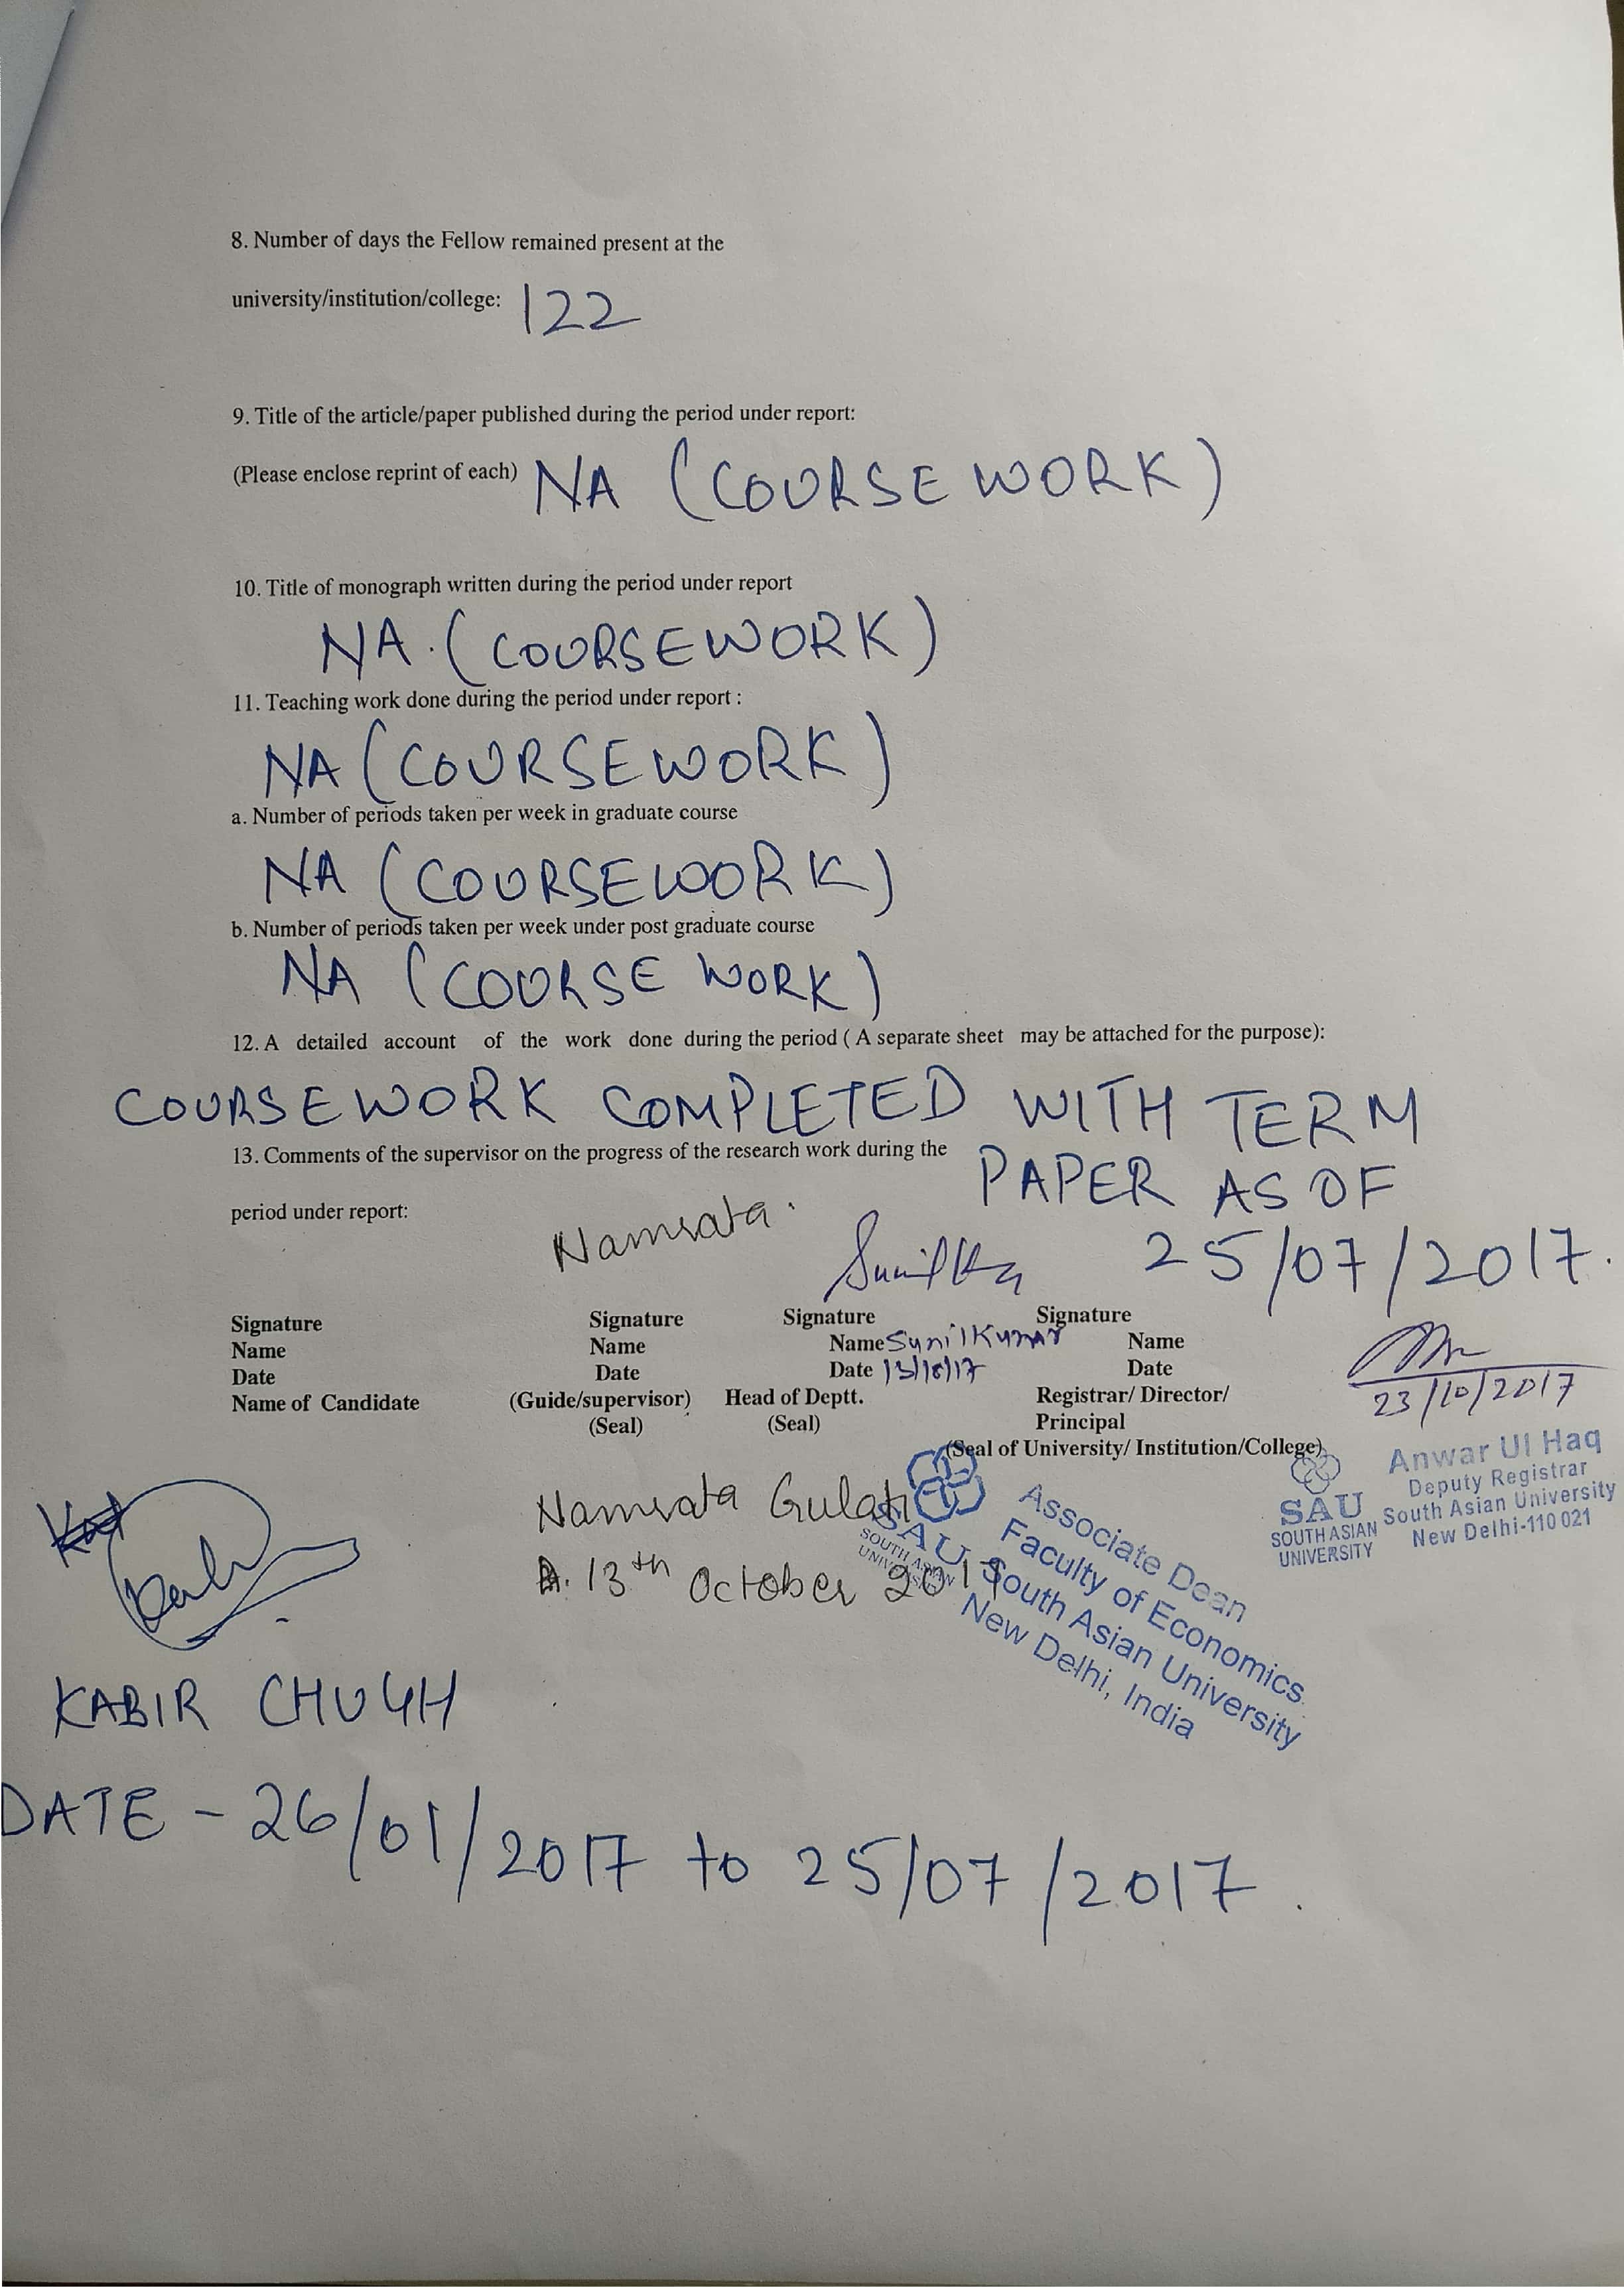 8. Number of days the Fellow remained present at the
university/institution/college: 122
9. Title of the article/paper published during the period under report:
(Please enclose reprint of each) NA (COURSEWORK)
10. Title of monograph written during the period under report
NA. (COURSEWORK)
11. Teaching work done during the period under report :
NA (COURSEWORK)
a. Number of periods taken per week in graduate course
NA (COURSEWORK)
b. Number of periods taken per week under post graduate course
NA (COURSE WORK)
12. A detailed account of the work done during the period ( A separate sheet may be attached for the purpose):
COURSEWORK COMPLETED WITH TERM
PAPER AS OF
25/07/2017.
13. Comments of the supervisor on the progress of the research work during the
period under report:
Namrata.
Signature Signature Signature Signature
Name Name Name Sunil Kumar Name
Date Date Date 13/10/17 Date
23/10/2017
Name of Candidate (Guide/supervisor) Head of Deptt. Registrar/ Director/
(Seal) (Seal) Principal
(Seal of University/ Institution/College)
Anwar Ul Haq
Deputy Registrar
South Asian University
New Delhi-110 021
SAU
SOUTH ASIAN
UNIVERSITY
Namrata Gulati
13th October 2017
SAU
SOUTH ASIAN
UNIVERSITY
Associate Dean
Faculty of Economics
South Asian University
New Delhi, India
KABIR CHUGH
DATE - 26/01/2017 to 25/07/2017.